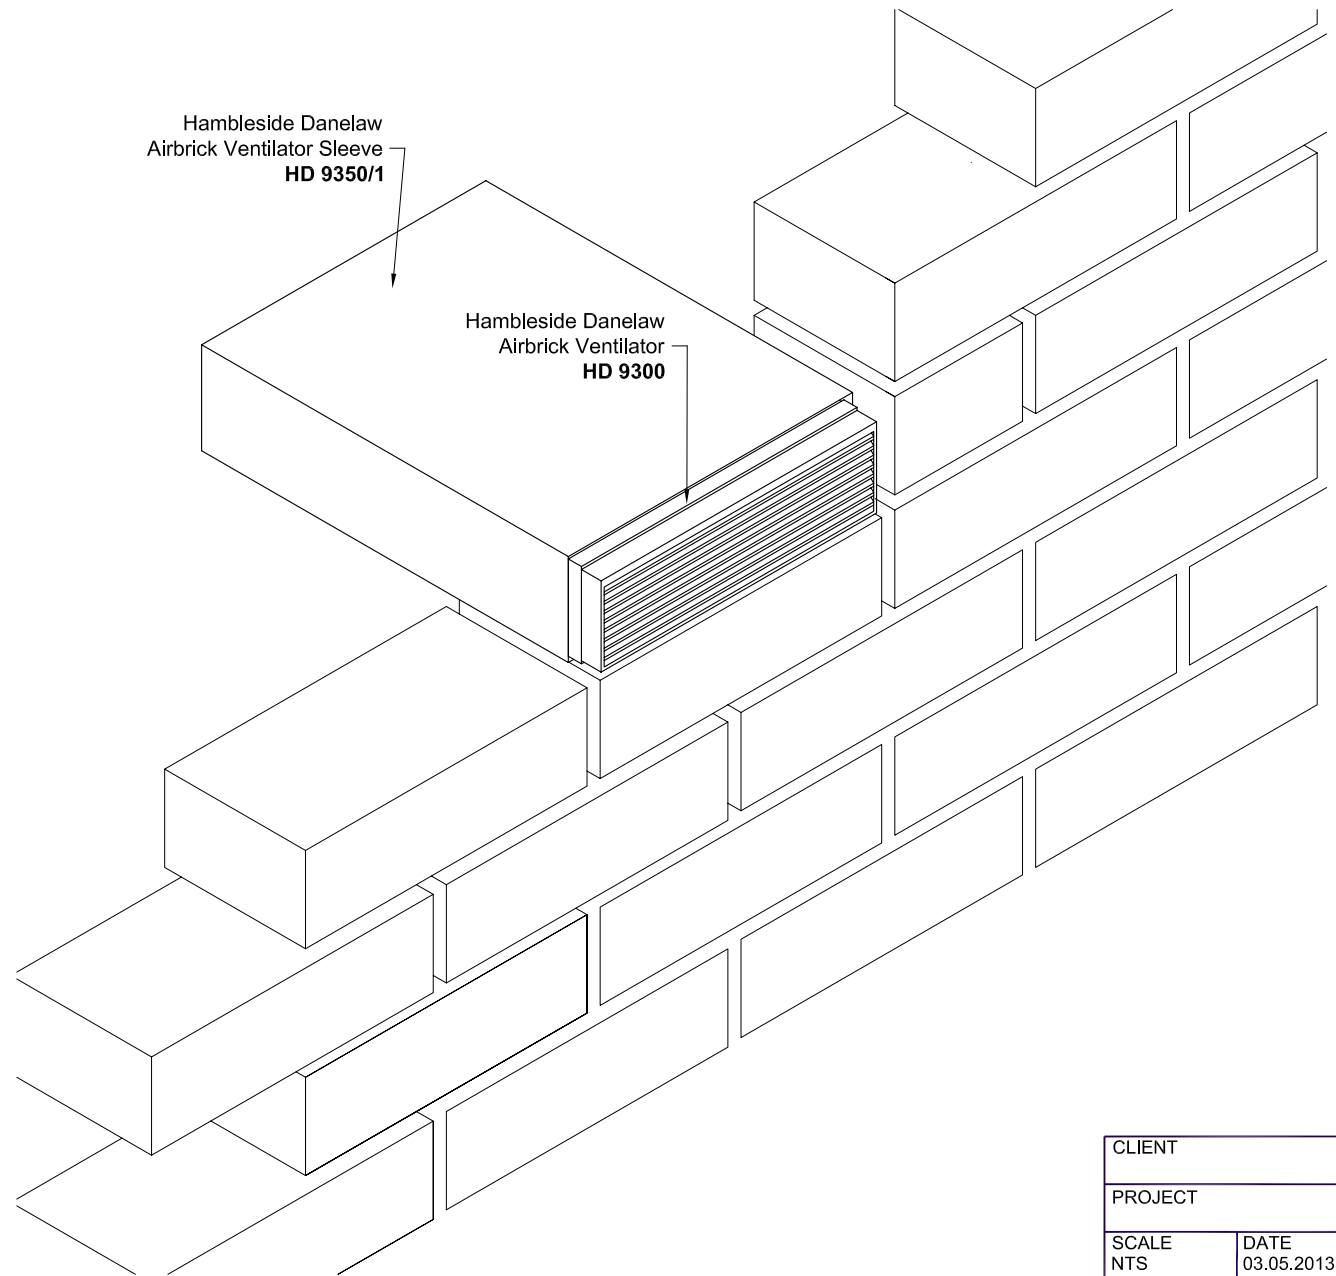 Hambleside Danelaw
Airbrick Ventilator Sleeve
HD 9350/1
Hambleside Danelaw
Airbrick Ventilator
HD 9300
CLIENT
PROJECT
SCALE
NTS
DATE
03.05.2013